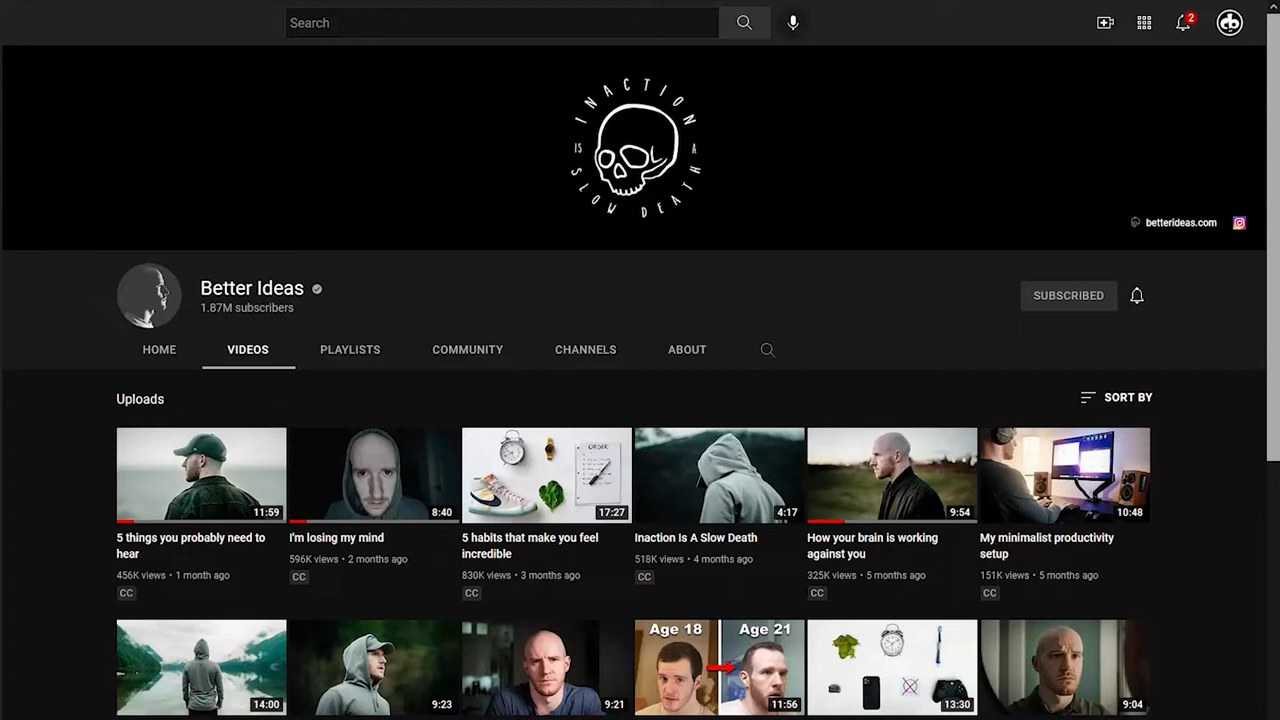 Search
2
INACTION
IS A
SLOW DEATH
betterideas.com
Better Ideas
1.87M subscribers
SUBSCRIBED
HOME VIDEOS PLAYLISTS COMMUNITY CHANNELS ABOUT
Uploads
SORT BY
11:59
8:40
ORDER
17:27
4:17
9:54
10:48
5 things you probably need to
hear
456K views • 1 month ago
CC
I'm losing my mind
596K views • 2 months ago
CC
5 habits that make you feel
incredible
830K views • 3 months ago
CC
Inaction Is A Slow Death
518K views • 4 months ago
CC
How your brain is working
against you
325K views • 5 months ago
CC
My minimalist productivity
setup
151K views • 5 months ago
CC
14:00
9:23
9:21
Age 18 Age 21
11:56
13:30
9:04